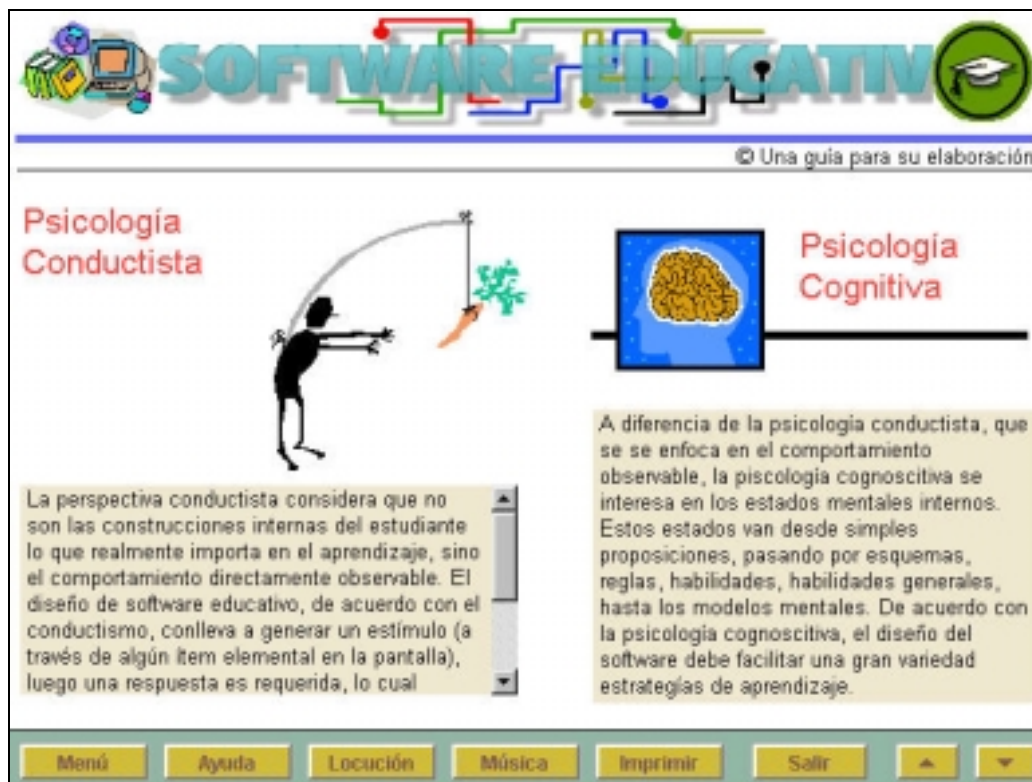 SOFTWARE EDUCATIV
© Una guía para su elaboración
Psicología
Conductista
La perspectiva conductista considera que no
son las construcciones internas del estudiante
lo que realmente importa en el aprendizaje, sino
el comportamiento directamente observable. El
diseño de software educativo, de acuerdo con el
conductismo, conlleva a generar un estímulo (a
través de algún ítem elemental en la pantalla),
luego una respuesta es requerida, lo cual
Psicología
Cognitiva
A diferencia de la psicología conductista, que
se se enfoca en el comportamiento
observable, la piscología cognoscitiva se
interesa en los estados mentales internos.
Estos estados van desde simples
proposiciones, pasando por esquemas,
reglas, habilidades, habilidades generales,
hasta los modelos mentales. De acuerdo con
la psicología cognoscitiva, el diseño del
software debe facilitar una gran variedad
estrategías de aprendizaje.
Menú Ayuda Locución Música Imprimir Salir